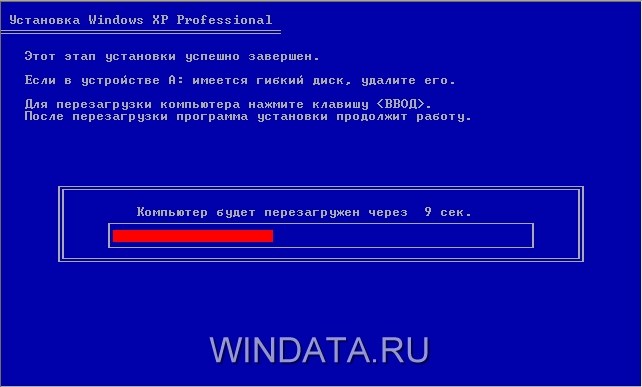 Установка Windows XP Professional
Этот этап установки успешно завершен.
Если в устройстве A: имеется гибкий диск, удалите его.
Для перезагрузки компьютера нажмите клавишу <ВВОД>.
После перезагрузки программа установки продолжит работу.
Компьютер будет перезагружен через 9 сек.
WINDATA.RU